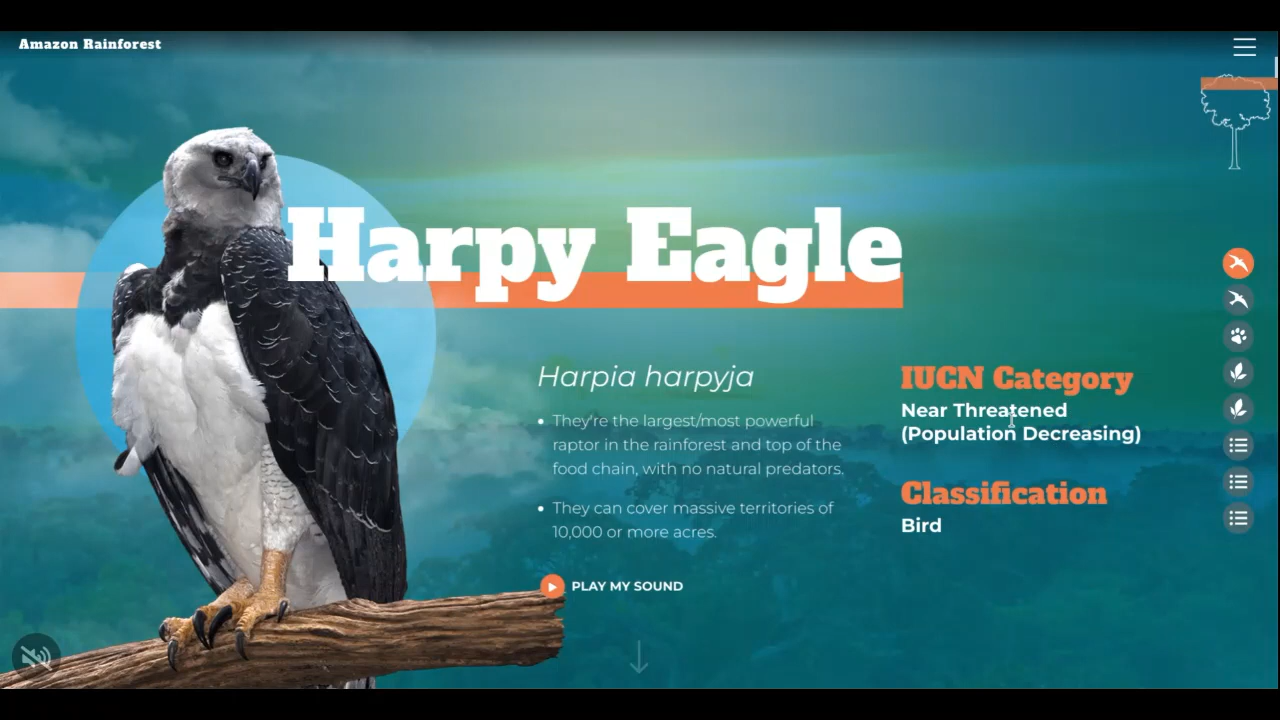 Amazon Rainforest
Harpy Eagle
Harpia harpyja
• They're the largest/most powerful
raptor in the rainforest and top of the
food chain, with no natural predators.
• They can cover massive territories of
10,000 or more acres.
PLAY MY SOUND
IUCN Category
Near Threatened
(Population Decreasing)
Classification
Bird